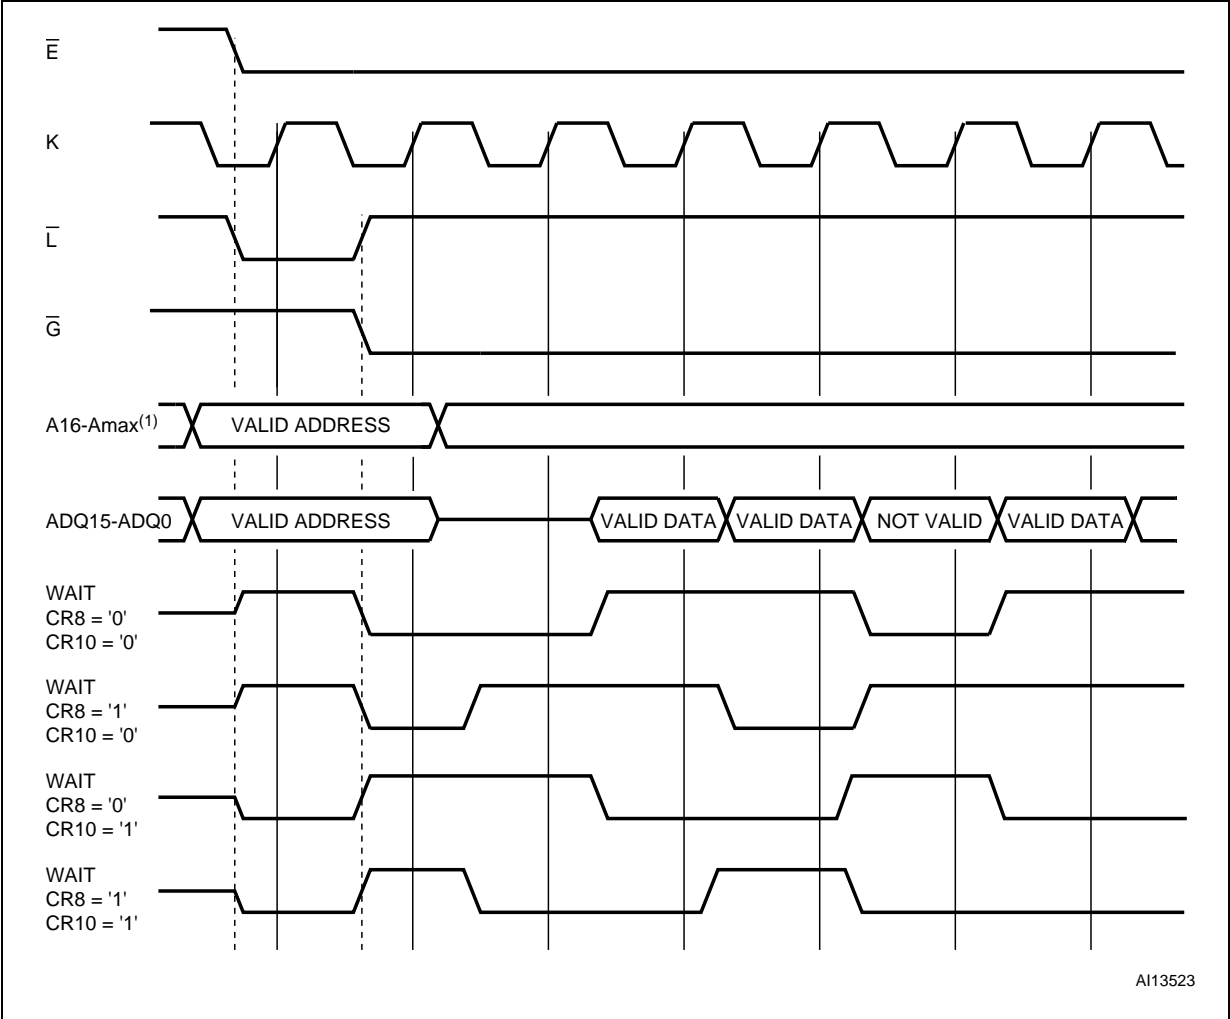 E̅
K
L̅
G̅
A16-Amax(1) VALID ADDRESS
ADQ15-ADQ0 VALID ADDRESS VALID DATA VALID DATA NOT VALID VALID DATA
WAIT
CR8 = '0'
CR10 = '0'
WAIT
CR8 = '1'
CR10 = '0'
WAIT
CR8 = '0'
CR10 = '1'
WAIT
CR8 = '1'
CR10 = '1'
AI13523